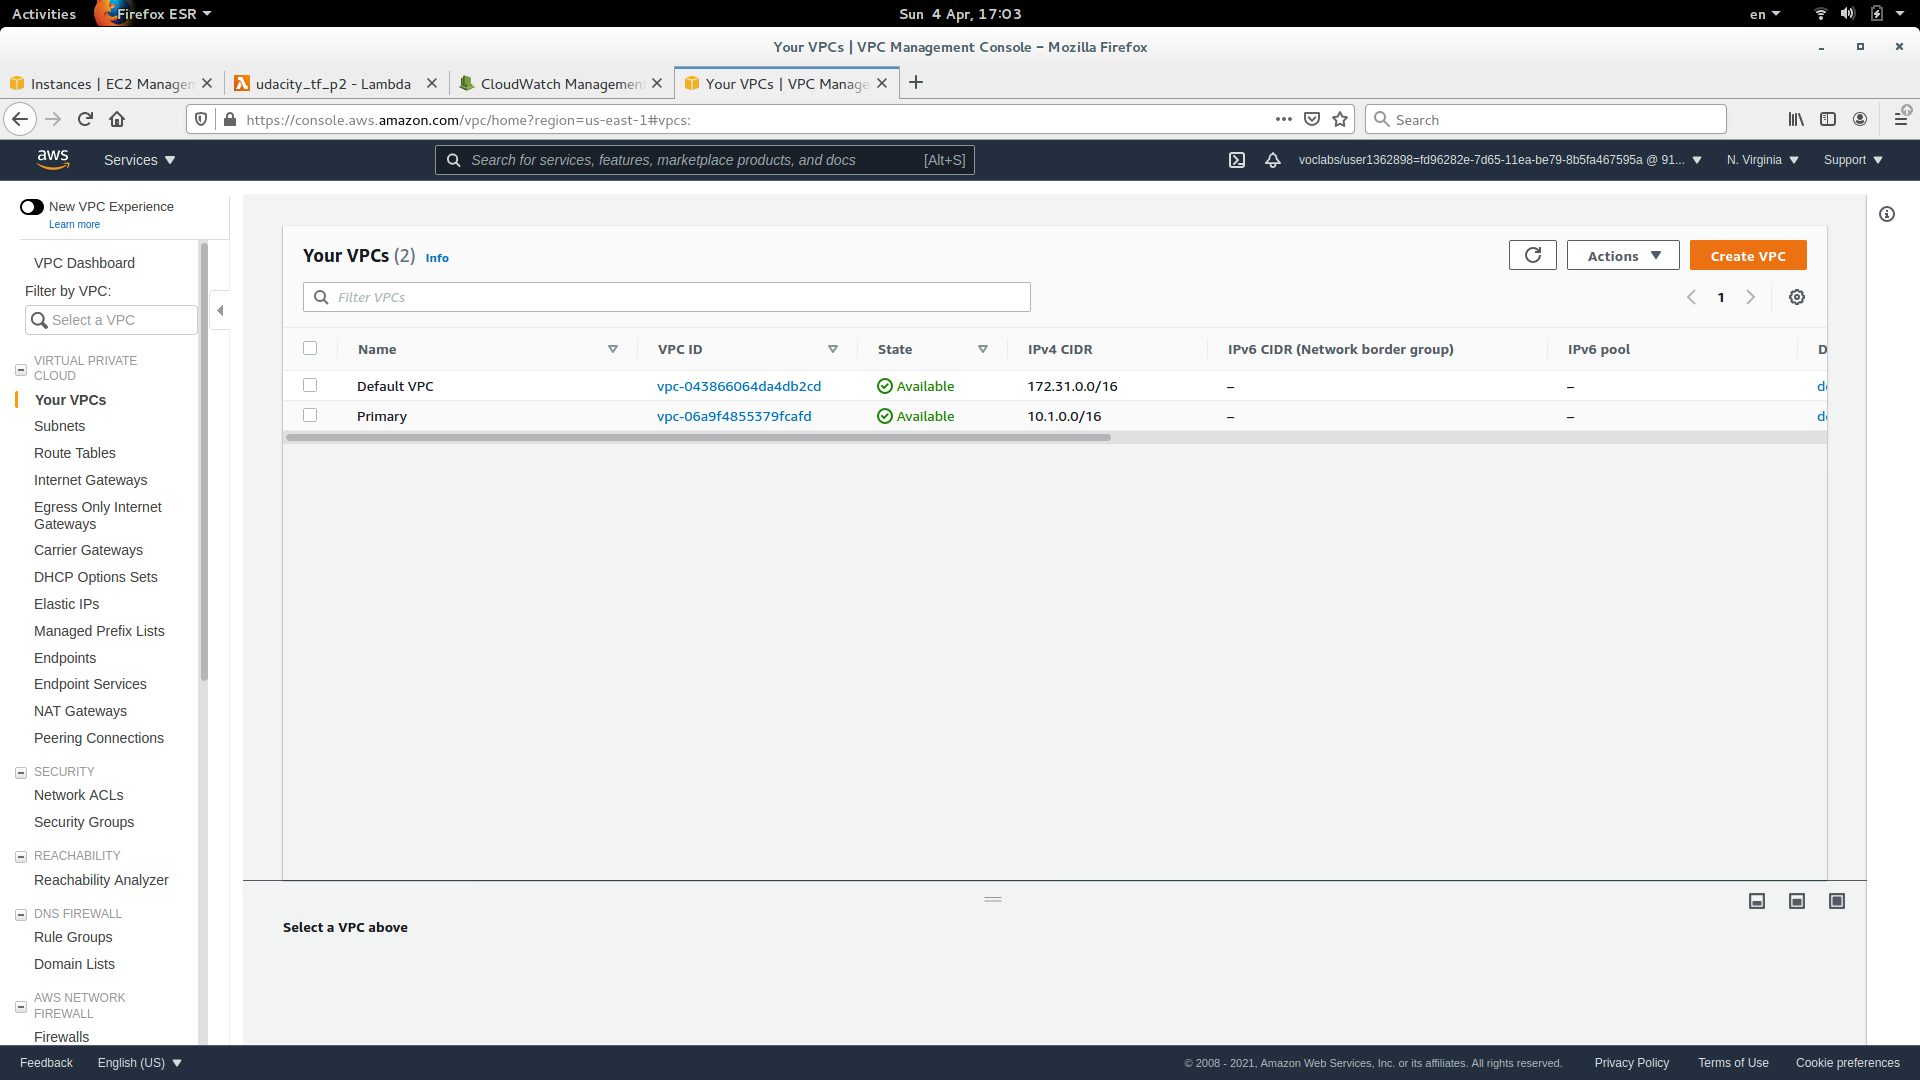 Activities Firefox ESR Sun 4 Apr, 17:03 en
Your VPCs | VPC Management Console – Mozilla Firefox
Instances | EC2 Manager udacity_tf_p2 - Lambda CloudWatch Management Your VPCs | VPC Manage
https://console.aws.amazon.com/vpc/home?region=us-east-1#vpcs: Search
aws Services Search for services, features, marketplace products, and docs [Alt+S] voclabs/user1362898=fd96282e-7d65-11ea-be79-8b5fa467595a @ 91... N. Virginia Support
New VPC Experience
Learn more
VPC Dashboard
Filter by VPC:
Select a VPC
VIRTUAL PRIVATE
CLOUD
Your VPCs
Subnets
Route Tables
Internet Gateways
Egress Only Internet
Gateways
Carrier Gateways
DHCP Options Sets
Elastic IPs
Managed Prefix Lists
Endpoints
Endpoint Services
NAT Gateways
Peering Connections
SECURITY
Network ACLs
Security Groups
REACHABILITY
Reachability Analyzer
DNS FIREWALL
Rule Groups
Domain Lists
AWS NETWORK
FIREWALL
Firewalls
Your VPCs (2) Info Actions Create VPC
Filter VPCs 1
Name VPC ID State IPv4 CIDR IPv6 CIDR (Network border group) IPv6 pool D
Default VPC vpc-043866064da4db2cd Available 172.31.0.0/16 – – d
Primary vpc-06a9f4855379fcafd Available 10.1.0.0/16 – – d
Select a VPC above
Feedback English (US) © 2008 - 2021, Amazon Web Services, Inc. or its affiliates. All rights reserved. Privacy Policy Terms of Use Cookie preferences